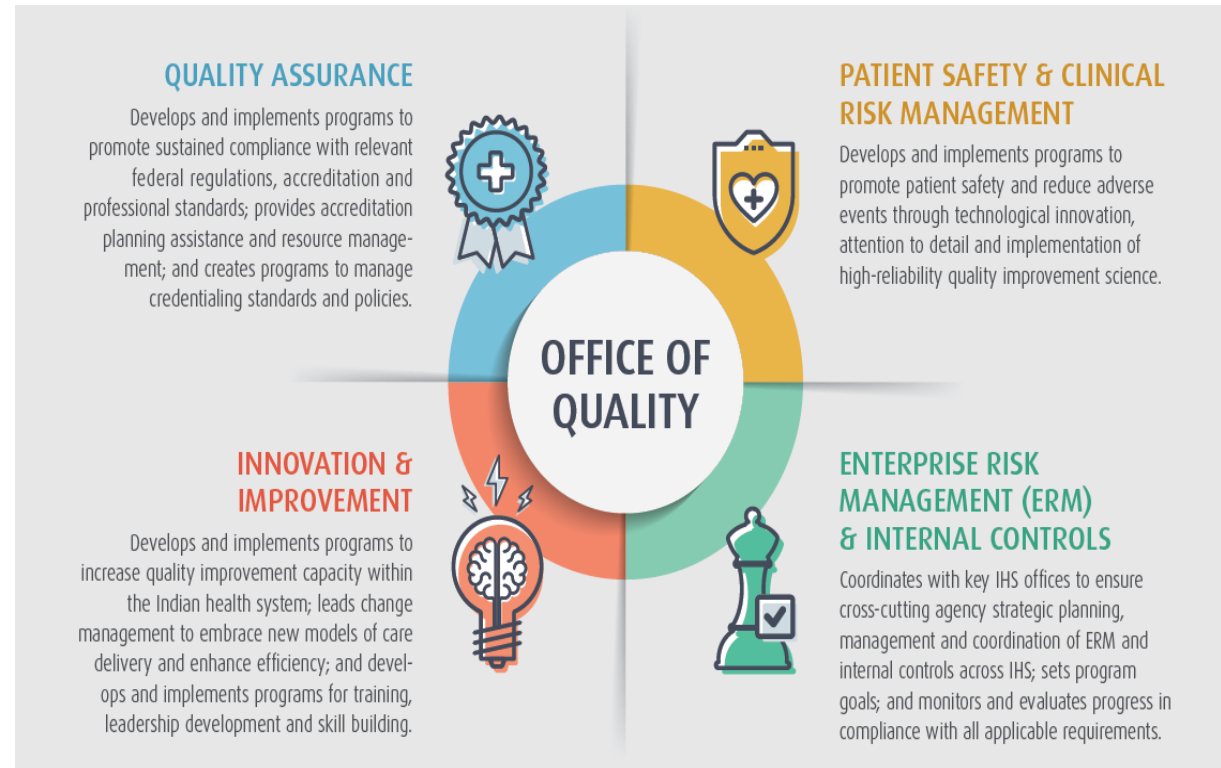 QUALITY ASSURANCE
Develops and implements programs to
promote sustained compliance with relevant
federal regulations, accreditation and
professional standards; provides accreditation
planning assistance and resource manage-
ment; and creates programs to manage
credentialing standards and policies.
PATIENT SAFETY & CLINICAL
RISK MANAGEMENT
Develops and implements programs to
promote patient safety and reduce adverse
events through technological innovation,
attention to detail and implementation of
high-reliability quality improvement science.
OFFICE OF
QUALITY
INNOVATION &
IMPROVEMENT
Develops and implements programs to
increase quality improvement capacity within
the Indian health system; leads change
management to embrace new models of care
delivery and enhance efficiency; and devel-
ops and implements programs for training,
leadership development and skill building.
ENTERPRISE RISK
MANAGEMENT (ERM)
& INTERNAL CONTROLS
Coordinates with key IHS offices to ensure
cross-cutting agency strategic planning,
management and coordination of ERM and
internal controls across IHS; sets program
goals; and monitors and evaluates progress in
compliance with all applicable requirements.